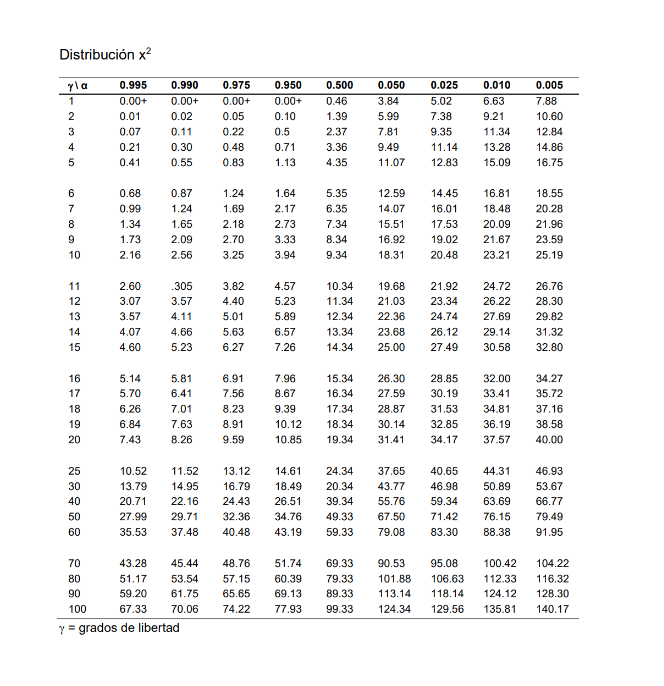 Distribución x²
γ \ α 0.995 0.990 0.975 0.950 0.500 0.050 0.025 0.010 0.005
1 0.00+ 0.00+ 0.00+ 0.00+ 0.46 3.84 5.02 6.63 7.88
2 0.01 0.02 0.05 0.10 1.39 5.99 7.38 9.21 10.60
3 0.07 0.11 0.22 0.5 2.37 7.81 9.35 11.34 12.84
4 0.21 0.30 0.48 0.71 3.36 9.49 11.14 13.28 14.86
5 0.41 0.55 0.83 1.13 4.35 11.07 12.83 15.09 16.75
6 0.68 0.87 1.24 1.64 5.35 12.59 14.45 16.81 18.55
7 0.99 1.24 1.69 2.17 6.35 14.07 16.01 18.48 20.28
8 1.34 1.65 2.18 2.73 7.34 15.51 17.53 20.09 21.96
9 1.73 2.09 2.70 3.33 8.34 16.92 19.02 21.67 23.59
10 2.16 2.56 3.25 3.94 9.34 18.31 20.48 23.21 25.19
11 2.60 .305 3.82 4.57 10.34 19.68 21.92 24.72 26.76
12 3.07 3.57 4.40 5.23 11.34 21.03 23.34 26.22 28.30
13 3.57 4.11 5.01 5.89 12.34 22.36 24.74 27.69 29.82
14 4.07 4.66 5.63 6.57 13.34 23.68 26.12 29.14 31.32
15 4.60 5.23 6.27 7.26 14.34 25.00 27.49 30.58 32.80
16 5.14 5.81 6.91 7.96 15.34 26.30 28.85 32.00 34.27
17 5.70 6.41 7.56 8.67 16.34 27.59 30.19 33.41 35.72
18 6.26 7.01 8.23 9.39 17.34 28.87 31.53 34.81 37.16
19 6.84 7.63 8.91 10.12 18.34 30.14 32.85 36.19 38.58
20 7.43 8.26 9.59 10.85 19.34 31.41 34.17 37.57 40.00
25 10.52 11.52 13.12 14.61 24.34 37.65 40.65 44.31 46.93
30 13.79 14.95 16.79 18.49 20.34 43.77 46.98 50.89 53.67
40 20.71 22.16 24.43 26.51 39.34 55.76 59.34 63.69 66.77
50 27.99 29.71 32.36 34.76 49.33 67.50 71.42 76.15 79.49
60 35.53 37.48 40.48 43.19 59.33 79.08 83.30 88.38 91.95
70 43.28 45.44 48.76 51.74 69.33 90.53 95.08 100.42 104.22
80 51.17 53.54 57.15 60.39 79.33 101.88 106.63 112.33 116.32
90 59.20 61.75 65.65 69.13 89.33 113.14 118.14 124.12 128.30
100 67.33 70.06 74.22 77.93 99.33 124.34 129.56 135.81 140.17
γ = grados de libertad